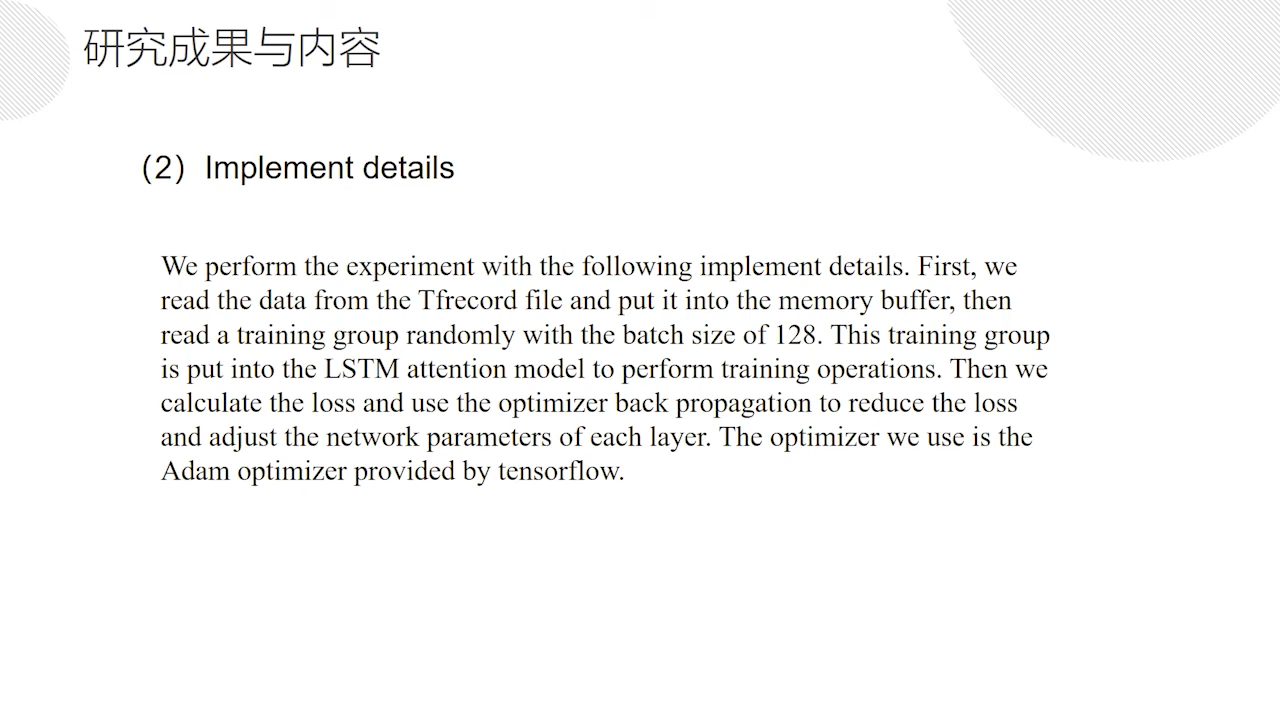 研究成果与内容
（2）Implement details
We perform the experiment with the following implement details. First, we
read the data from the Tfrecord file and put it into the memory buffer, then
read a training group randomly with the batch size of 128. This training group
is put into the LSTM attention model to perform training operations. Then we
calculate the loss and use the optimizer back propagation to reduce the loss
and adjust the network parameters of each layer. The optimizer we use is the
Adam optimizer provided by tensorflow.